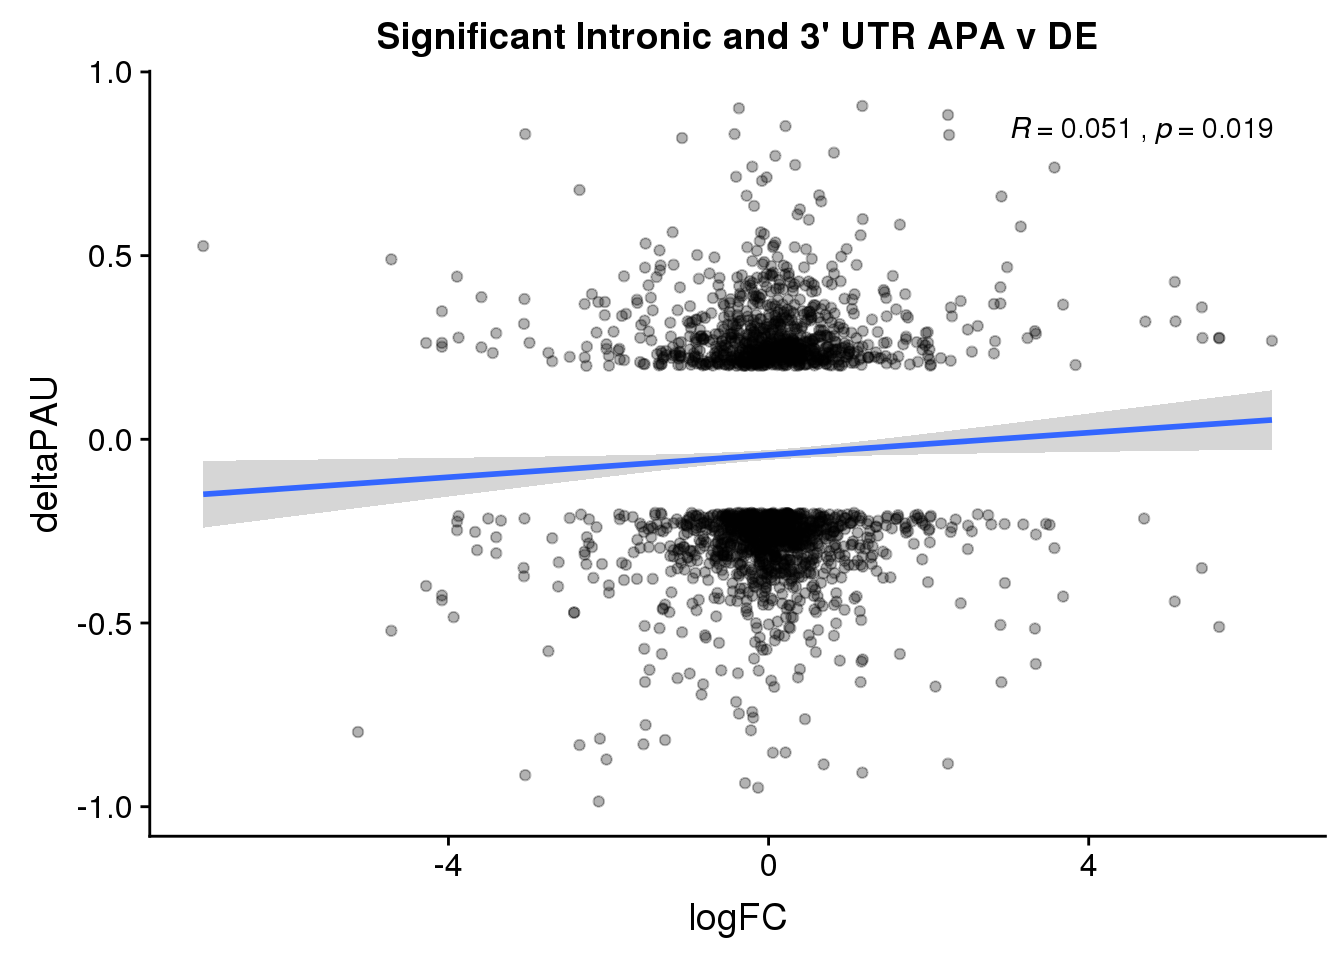 Significant Intronic and 3' UTR APA v DE
1.0
R = 0.051 , p = 0.019
0.5
0.0
-0.5
-1.0
deltaPAU
-4 0 4
logFC